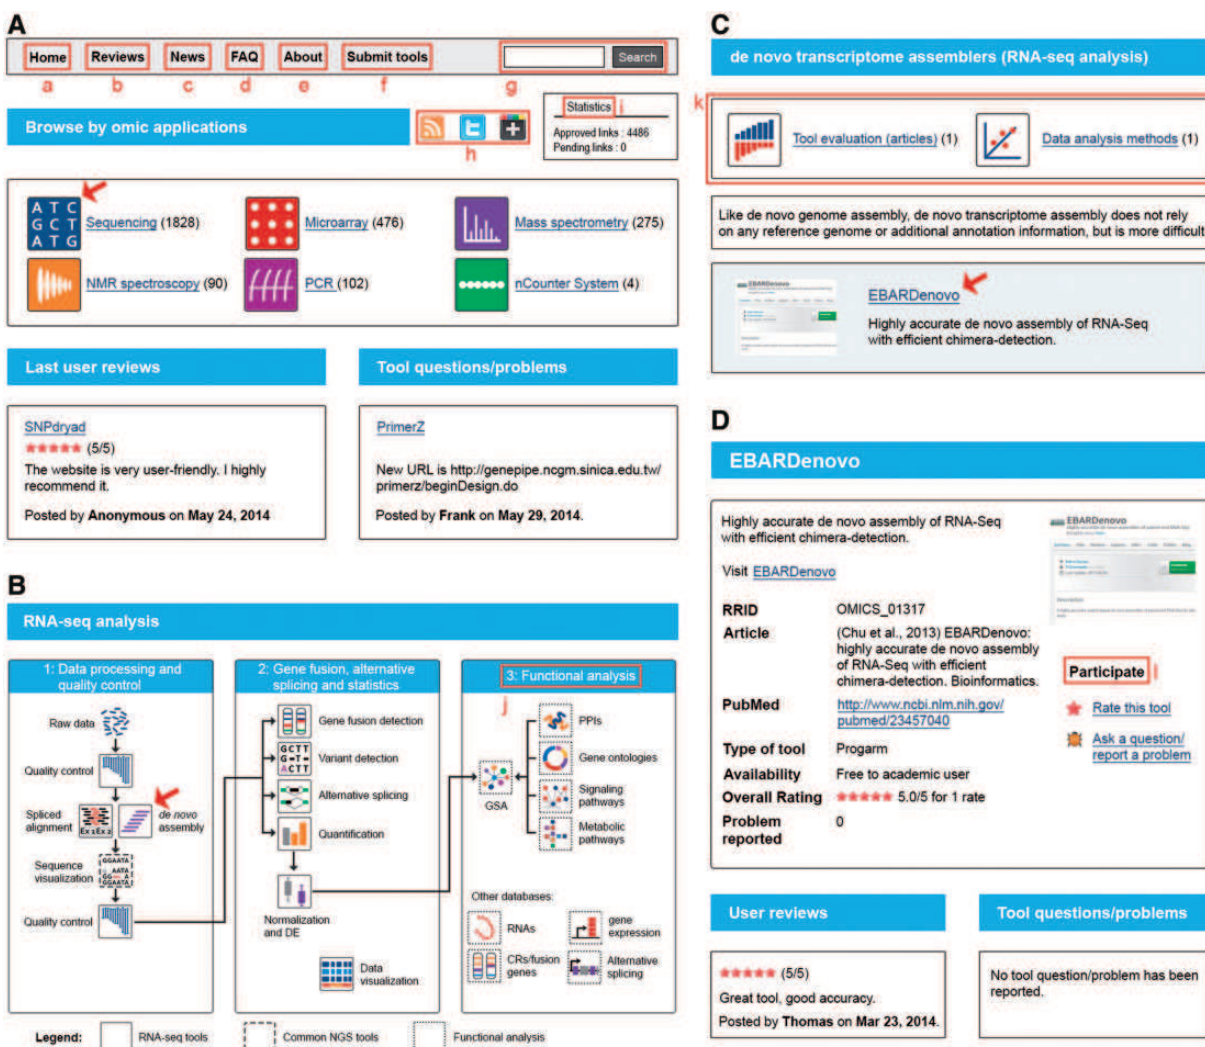 A
Home Reviews News FAQ About Submit tools Search
a b c d e f g
Browse by omic applications
h
Statistics i
Approved links : 4486
Pending links : 0
A T C
G C T
A T G
Sequencing (1828)
Microarray (476)
Mass spectrometry (275)
NMR spectroscopy (90)
PCR (102)
nCounter System (4)
Last user reviews
SNPdryad
(5/5)
The website is very user-friendly. I highly
recommend it.
Posted by Anonymous on May 24, 2014
Tool questions/problems
PrimerZ
New URL is http://genepipe.ncgm.sinica.edu.tw/
primerz/beginDesign.do
Posted by Frank on May 29, 2014.
B
RNA-seq analysis
1: Data processing and
quality control
Raw data
Quality control
Spliced
alignment
Ex 1 Ex 2
de novo
assembly
Sequence
visualization
GGAATA
AATA
GG A
GGAATA
Quality control
2: Gene fusion, alternative
splicing and statistics
Gene fusion detection
GCTT
G=T=
ACTT
Variant detection
Alternative splicing
Quantification
Normalization
and DE
Data
visualization
3: Functional analysis
j
GSA
PPIs
Gene ontologies
Signaling
pathways
Metabolic
pathways
Other databases:
RNAs
gene
expression
CRs/fusion
genes
Alternative
splicing
Legend: RNA-seq tools Common NGS tools Functional analysis
C
de novo transcriptome assemblers (RNA-seq analysis)
k
Tool evaluation (articles) (1)
Data analysis methods (1)
Like de novo genome assembly, de novo transcriptome assembly does not rely
on any reference genome or additional annotation information, but is more difficult
EBARDenovo
EBARDenovo
Highly accurate de novo assembly of RNA-Seq
with efficient chimera-detection.
D
EBARDenovo
Highly accurate de novo assembly of RNA-Seq
with efficient chimera-detection.
Visit EBARDenovo
EBARDenovo
RRID OMICS_01317
Article (Chu et al., 2013) EBARDenovo:
highly accurate de novo assembly
of RNA-Seq with efficient
chimera-detection. Bioinformatics.
PubMed http://www.ncbi.nlm.nih.gov/
pubmed/23457040
Type of tool Progarm
Availability Free to academic user
Overall Rating 5.0/5 for 1 rate
Problem
reported
0
Participate l
Rate this tool
Ask a question/
report a problem
User reviews
(5/5)
Great tool, good accuracy.
Posted by Thomas on Mar 23, 2014.
Tool questions/problems
No tool question/problem has been
reported.